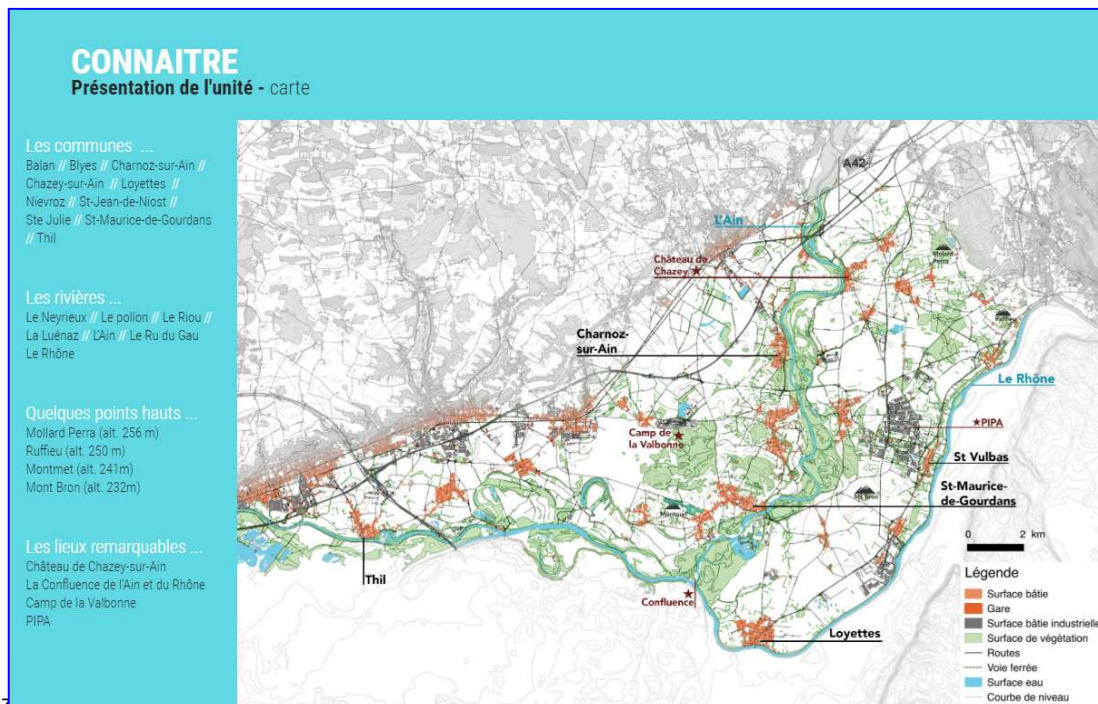 CONNAITRE
Présentation de l'unité - carte
Les communes ...
Balan // Blyes // Charnoz-sur-Ain //
Chazey-sur-Ain // Loyettes //
Nievroz // St-Jean-de-Niost //
Ste Julie // St-Maurice-de-Gourdans
// Thil
Les rivières ...
Le Neyrieux // Le pollon // Le Riou //
La Luénaz // L'Ain // Le Ru du Gau
Le Rhône
Quelques points hauts ...
Mollard Perra (alt. 256 m)
Ruffieu (alt. 250 m)
Montmet (alt. 241m)
Mont Bron (alt. 232m)
Les lieux remarquables ...
Château de Chazey-sur-Ain
La Confluence de l'Ain et du Rhône
Camp de la Valbonne
PIPA
A42
L'Ain
Château de
Chazey
Mollard
Perra
Charnoz-
sur-Ain
Le Rhône
PIPA
Camp de
la Valbonne
St Vulbas
St-Maurice-
de-Gourdans
Thil
Confluence
Loyettes
0 2 km
Légende
Surface bâtie
Gare
Surface bâtie industrielle
Surface de végétation
Routes
Voie ferrée
Surface eau
Courbe de niveau